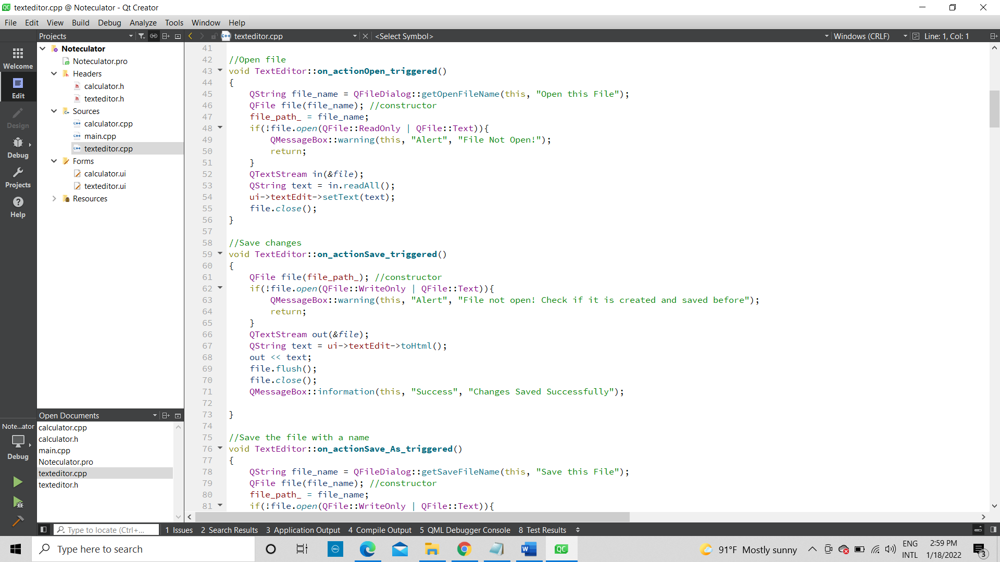 texteditor.cpp @ Noteculator - Qt Creator
File Edit View Build Debug Analyze Tools Window Help
Projects
texteditor.cpp
<Select Symbol>
Windows (CRLF)
Line: 1, Col: 1
Welcome
Edit
Design
Debug
Projects
Help
Noteculator
Noteculator.pro
Headers
calculator.h
texteditor.h
Sources
calculator.cpp
main.cpp
texteditor.cpp
Forms
calculator.ui
texteditor.ui
Resources
41
42 //Open file
43 void TextEditor::on_actionOpen_triggered()
44 {
45 QString file_name = QFileDialog::getOpenFileName(this, "Open this File");
46 QFile file(file_name); //constructor
47 file_path_ = file_name;
48 if(!file.open(QFile::ReadOnly | QFile::Text)){
49 QMessageBox::warning(this, "Alert", "File Not Open!");
50 return;
51 }
52 QTextStream in(&file);
53 QString text = in.readAll();
54 ui->textEdit->setText(text);
55 file.close();
56 }
57
58 //Save changes
59 void TextEditor::on_actionSave_triggered()
60 {
61 QFile file(file_path_); //constructor
62 if(!file.open(QFile::WriteOnly | QFile::Text)){
63 QMessageBox::warning(this, "Alert", "File not open! Check if it is created and saved before");
64 return;
65 }
66 QTextStream out(&file);
67 QString text = ui->textEdit->toHtml();
68 out << text;
69 file.flush();
70 file.close();
71 QMessageBox::information(this, "Success", "Changes Saved Successfully");
72
73 }
74
75 //Save the file with a name
76 void TextEditor::on_actionSave_As_triggered()
77 {
78 QString file_name = QFileDialog::getSaveFileName(this, "Save this File");
79 QFile file(file_name); //constructor
80 file_path_ = file_name;
81 if(!file.open(QFile::WriteOnly | QFile::Text)){
Open Documents
calculator.cpp
calculator.h
main.cpp
Noteculator.pro
texteditor.cpp
texteditor.h
Note...ator
Debug
Type to locate (Ctrl+...
1 Issues 2 Search Results 3 Application Output 4 Compile Output 5 QML Debugger Console 8 Test Results
Type here to search
91°F Mostly sunny
ENG
INTL
2:59 PM
1/18/2022
3